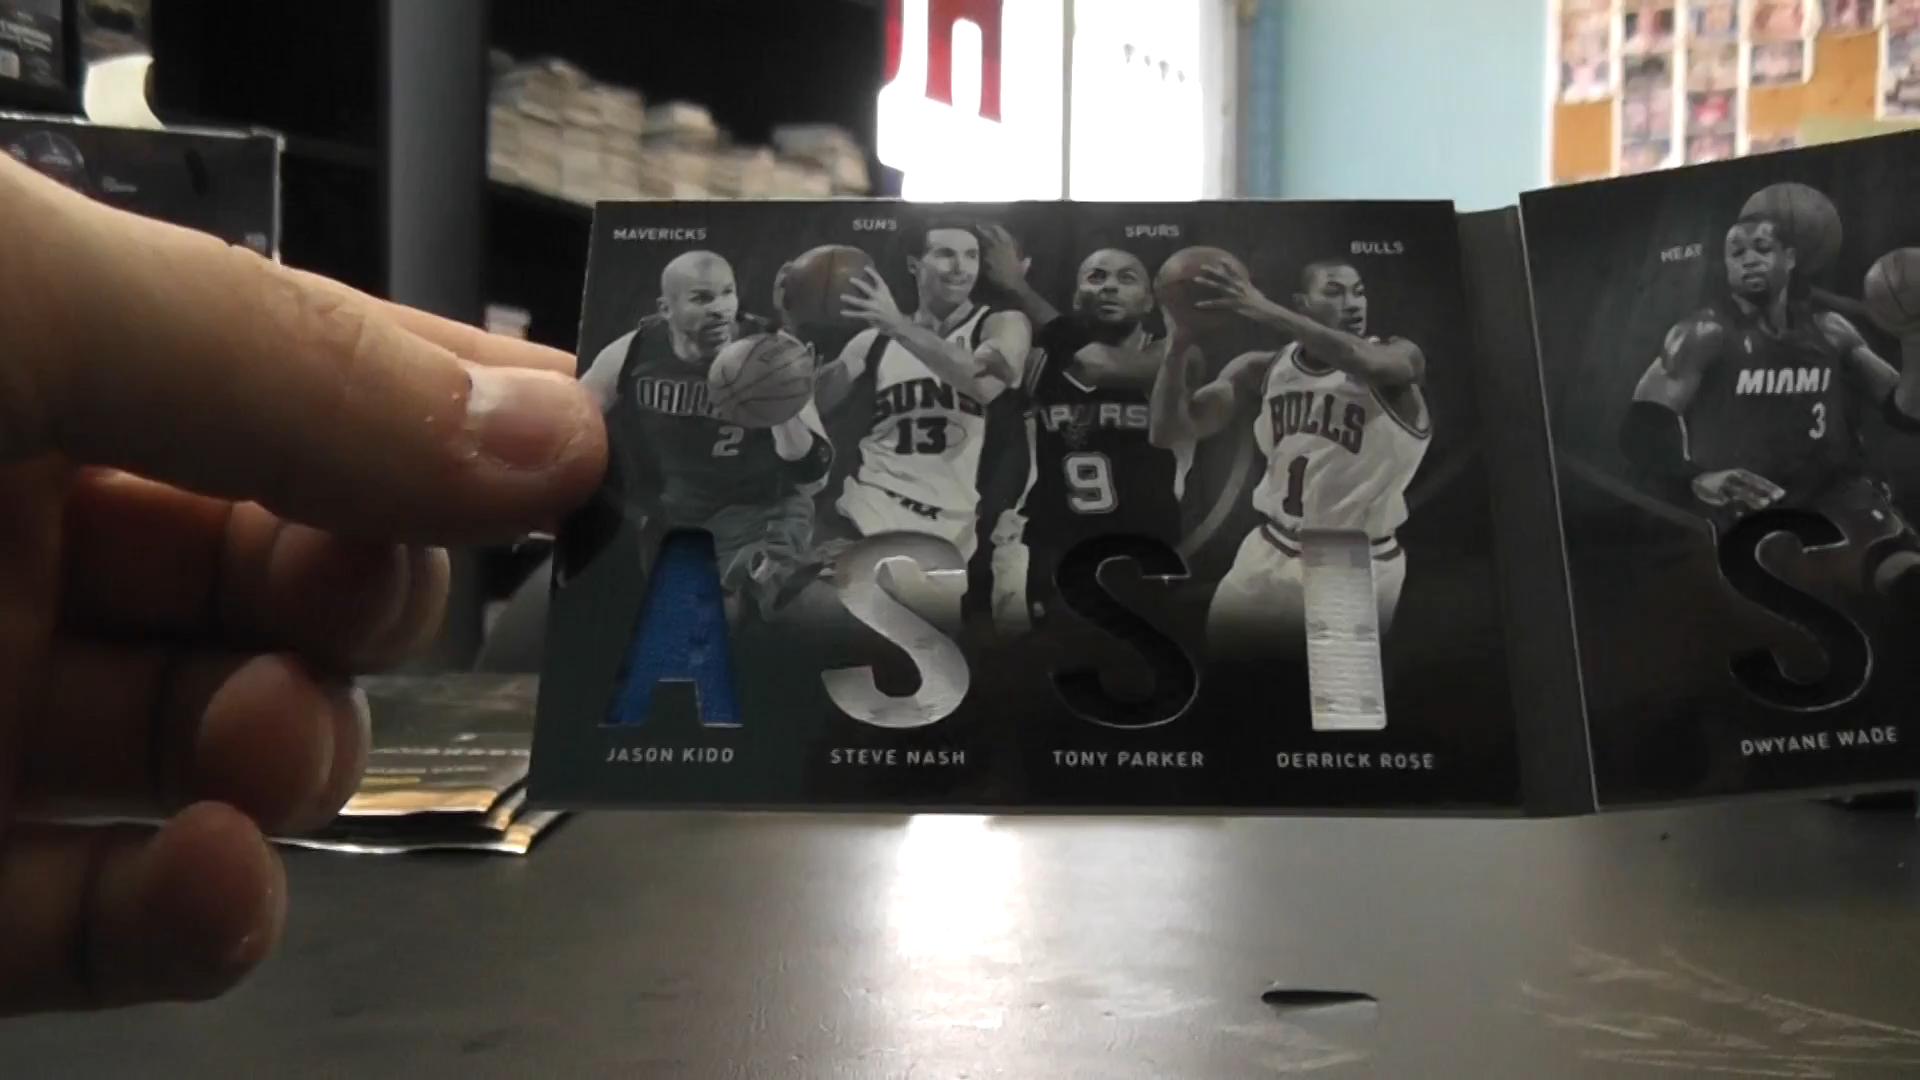 MAVERICKS
SUNS
SPURS
BULLS
HEAT
2
SUNS
13
9
BULLS
1
MIAMI
3
A S S I S
JASON KIDD
STEVE NASH
TONY PARKER
DERRICK ROSE
DWYANE WADE